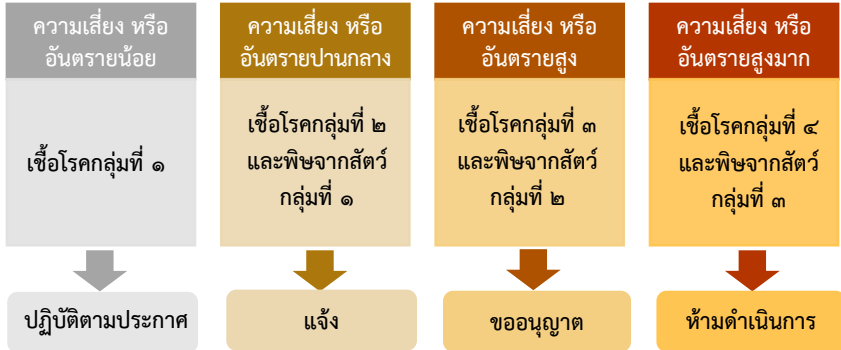 ความเสี่ยง หรือ
อันตรายน้อย
เชื้อโรคกลุ่มที่ ๑
ปฏิบัติตามประกาศ
ความเสี่ยง หรือ
อันตรายปานกลาง
เชื้อโรคกลุ่มที่ ๒
และพิษจากสัตว์
กลุ่มที่ ๑
แจ้ง
ความเสี่ยง หรือ
อันตรายสูง
เชื้อโรคกลุ่มที่ ๓
และพิษจากสัตว์
กลุ่มที่ ๒
ขออนุญาต
ความเสี่ยง หรือ
อันตรายสูงมาก
เชื้อโรคกลุ่มที่ ๔
และพิษจากสัตว์
กลุ่มที่ ๓
ห้ามดำเนินการ